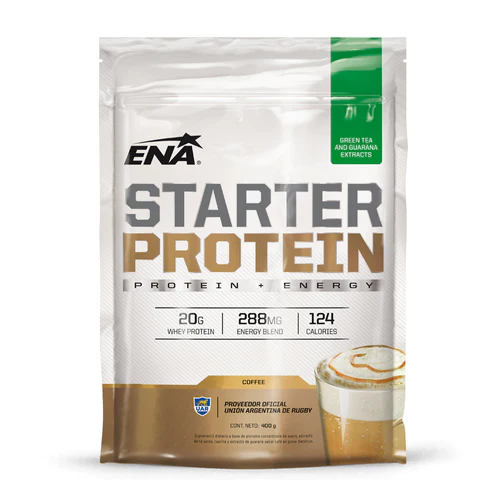 GREEN TEA
AND GUARANA
EXTRACTS
ENA®
STARTER
PROTEIN
PROTEIN + ENERGY
20G
WHEY PROTEIN
288MG
ENERGY BLEND
124
CALORIES
COFFEE
UAR
PROVEEDOR OFICIAL
UNIÓN ARGENTINA DE RUGBY
CONT. NETO: 400 g